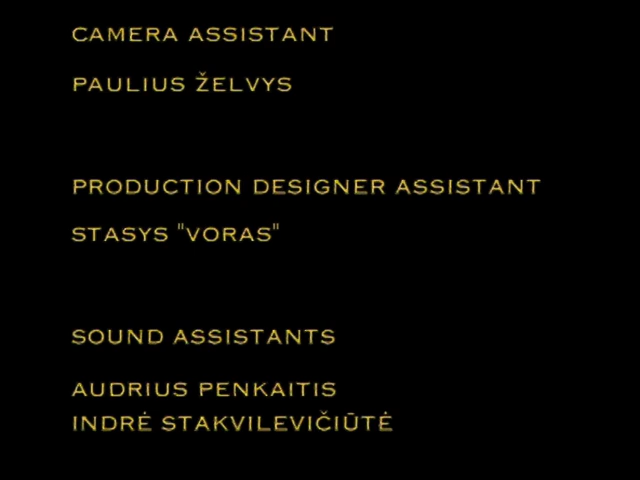 CAMERA ASSISTANT
PAULIUS ŽELVYS
PRODUCTION DESIGNER ASSISTANT
STASYS "VORAS"
SOUND ASSISTANTS
AUDRIUS PENKAITIS
INDRĖ STAKVILEVIČIŪTĖ